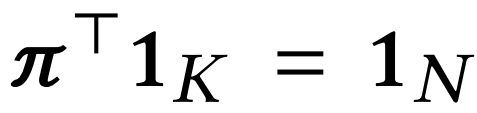 𝝅⊤𝟏_K = 𝟏_N